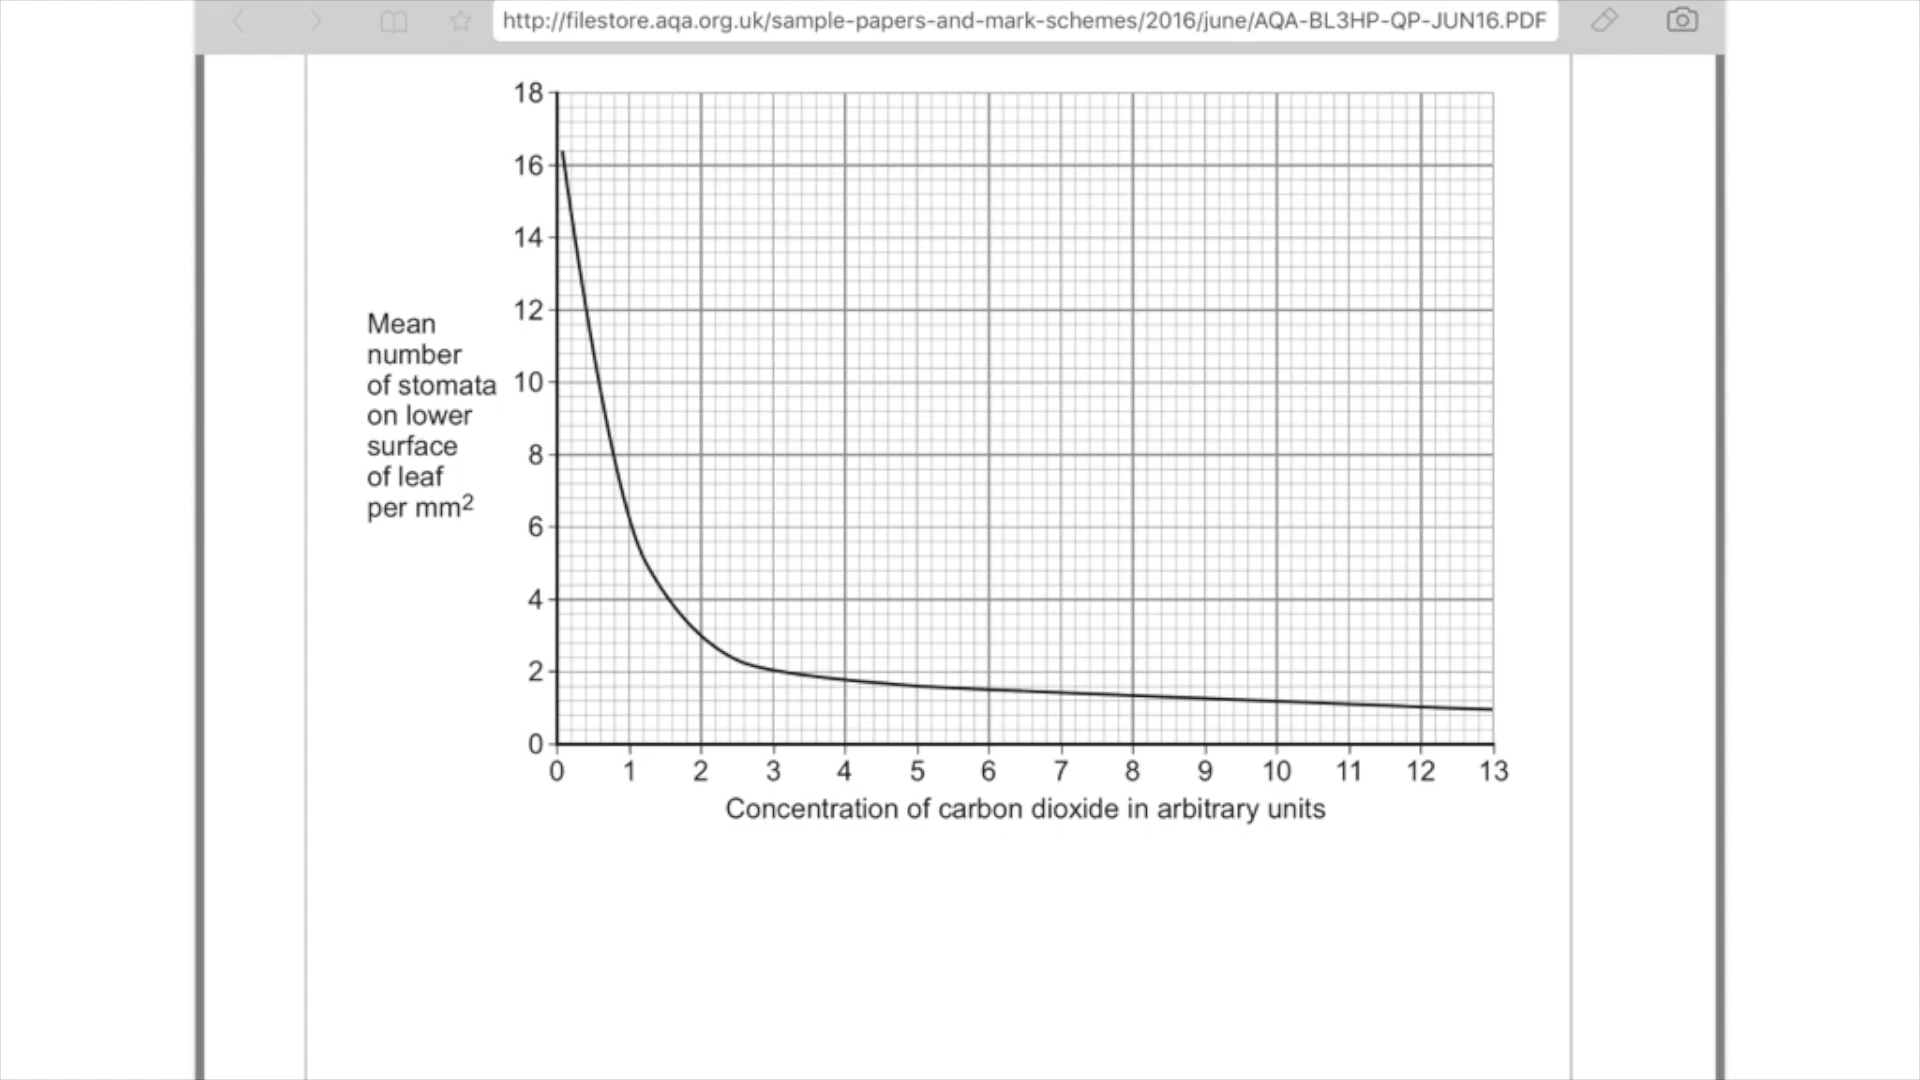 http://filestore.aqa.org.uk/sample-papers-and-mark-schemes/2016/june/AQA-BL3HP-QP-JUN16.PDF
18
16
14
12
10
8
6
4
2
0
Mean
number
of stomata
on lower
surface
of leaf
per mm²
0 1 2 3 4 5 6 7 8 9 10 11 12 13
Concentration of carbon dioxide in arbitrary units